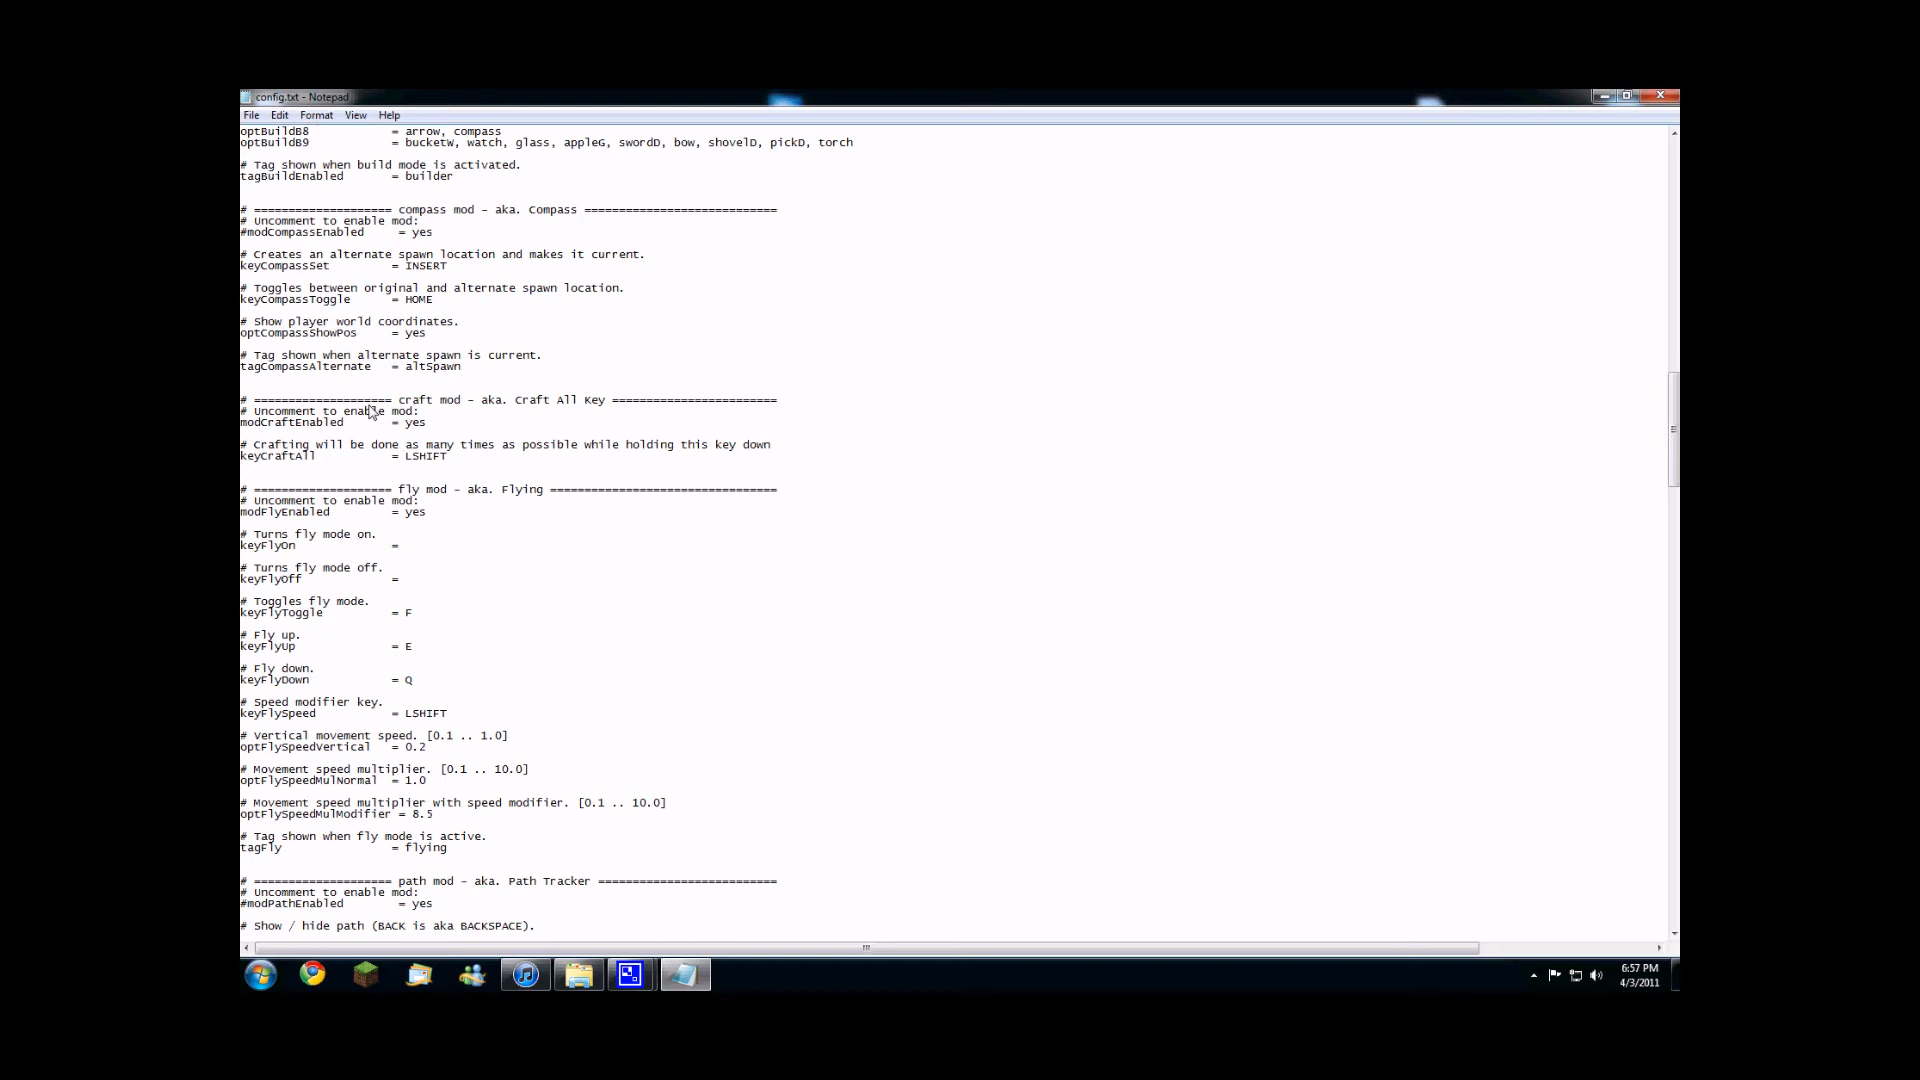 config.txt - Notepad
File Edit Format View Help
optBuildB8 = arrow, compass
optBuildB9 = bucketW, watch, glass, appleG, swordD, bow, shovelD, pickD, torch
# Tag shown when build mode is activated.
tagBuildEnabled = builder
# ==================== compass mod - aka. Compass ============================
# Uncomment to enable mod:
#modCompassEnabled = yes
# Creates an alternate spawn location and makes it current.
keyCompassSet = INSERT
# Toggles between original and alternate spawn location.
keyCompassToggle = HOME
# Show player world coordinates.
optCompassShowPos = yes
# Tag shown when alternate spawn is current.
tagCompassAlternate = altSpawn
# ==================== craft mod - aka. Craft All Key ========================
# Uncomment to enable mod:
modCraftEnabled = yes
# Crafting will be done as many times as possible while holding this key down
keyCraftAll = LSHIFT
# ==================== fly mod - aka. Flying =================================
# Uncomment to enable mod:
modFlyEnabled = yes
# Turns fly mode on.
keyFlyOn =
# Turns fly mode off.
keyFlyOff =
# Toggles fly mode.
keyFlyToggle = F
# Fly up.
keyFlyUp = E
# Fly down.
keyFlyDown = Q
# Speed modifier key.
keyFlySpeed = LSHIFT
# Vertical movement speed. [0.1 .. 1.0]
optFlySpeedVertical = 0.2
# Movement speed multiplier. [0.1 .. 10.0]
optFlySpeedMulNormal = 1.0
# Movement speed multiplier with speed modifier. [0.1 .. 10.0]
optFlySpeedMulModifier = 8.5
# Tag shown when fly mode is active.
tagFly = flying
# ==================== path mod - aka. Path Tracker ==========================
# Uncomment to enable mod:
#modPathEnabled = yes
# Show / hide path (BACK is aka BACKSPACE).
6:57 PM
4/3/2011